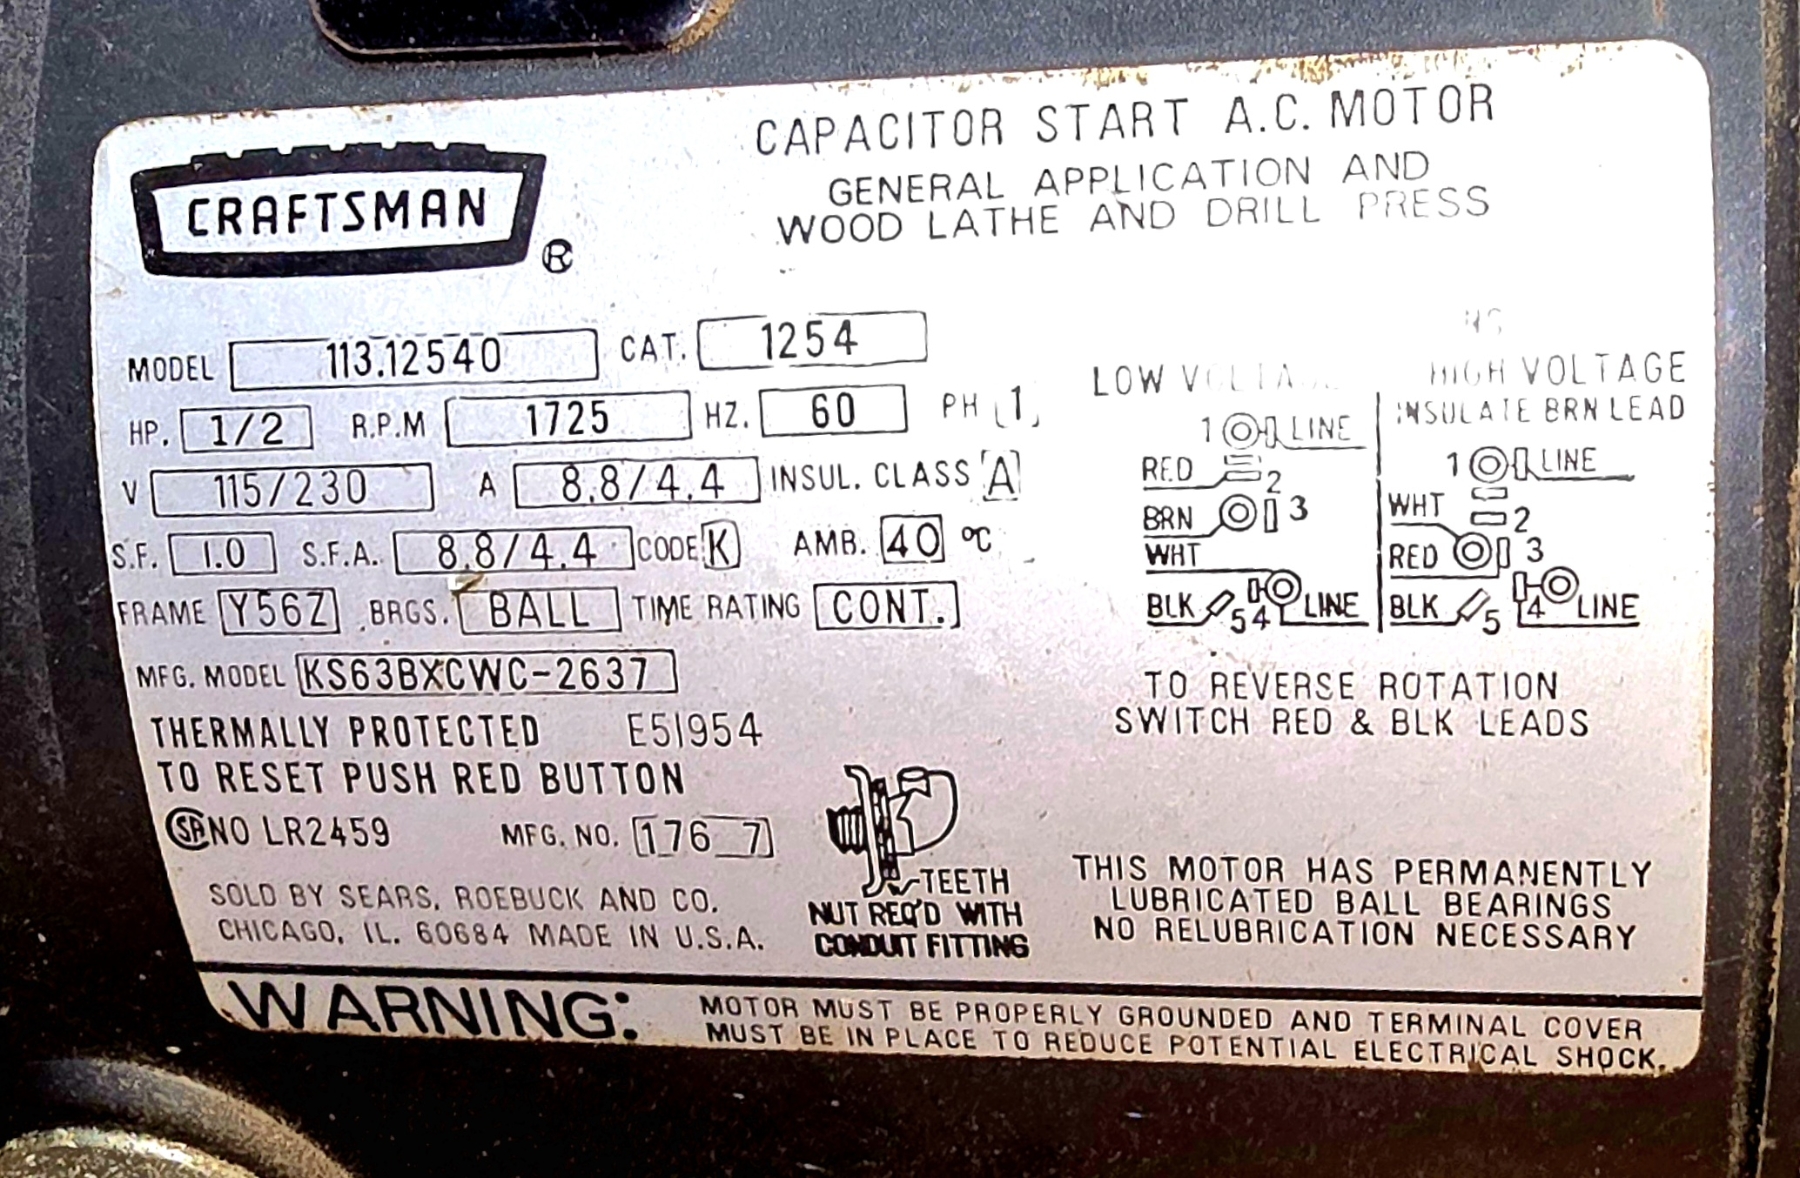 CRAFTSMAN ®
CAPACITOR START A.C. MOTOR
GENERAL APPLICATION AND
WOOD LATHE AND DRILL PRESS
MODEL 113.12540 CAT. 1254
HP. 1/2 R.P.M 1725 HZ. 60 PH 1
V 115/230 A 8.8/4.4 INSUL. CLASS A
S.F. 1.0 S.F.A. 8.8/4.4 CODE K AMB. 40 °C
FRAME Y56Z BRGS. BALL TIME RATING CONT.
MFG. MODEL KS63BXCWC-2637
THERMALLY PROTECTED E51954
TO RESET PUSH RED BUTTON
SA NO LR2459 MFG. NO. 176 7
SOLD BY SEARS, ROEBUCK AND CO.
CHICAGO, IL. 60684 MADE IN U.S.A.
TEETH
NUT REQ'D WITH
CONDUIT FITTING
LOW VOLTA
1 LINE
RED 2
BRN 3
WHT
BLK 5 4 LINE
HIGH VOLTAGE
INSULATE BRN LEAD
1 LINE
WHT 2
RED 3
BLK 5 4 LINE
TO REVERSE ROTATION
SWITCH RED & BLK LEADS
THIS MOTOR HAS PERMANENTLY
LUBRICATED BALL BEARINGS
NO RELUBRICATION NECESSARY
WARNING:
MOTOR MUST BE PROPERLY GROUNDED AND TERMINAL COVER
MUST BE IN PLACE TO REDUCE POTENTIAL ELECTRICAL SHOCK.